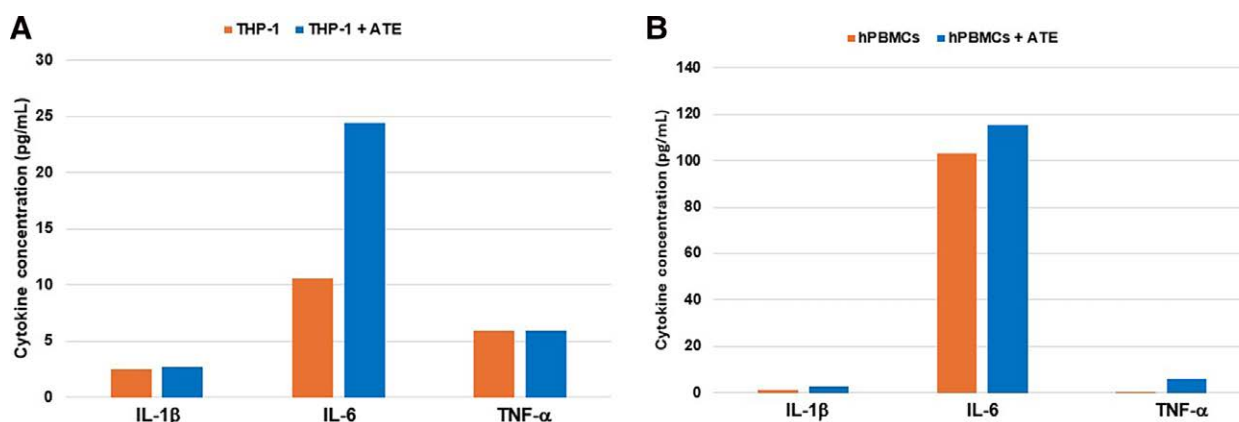 A
THP-1 THP-1 + ATE
Cytokine concentration (pg/mL)
30
25
20
15
10
5
0
IL-1β IL-6 TNF-α
B
hPBMCs hPBMCs + ATE
Cytokine concentration (pg/mL)
140
120
100
80
60
40
20
0
IL-1β IL-6 TNF-α